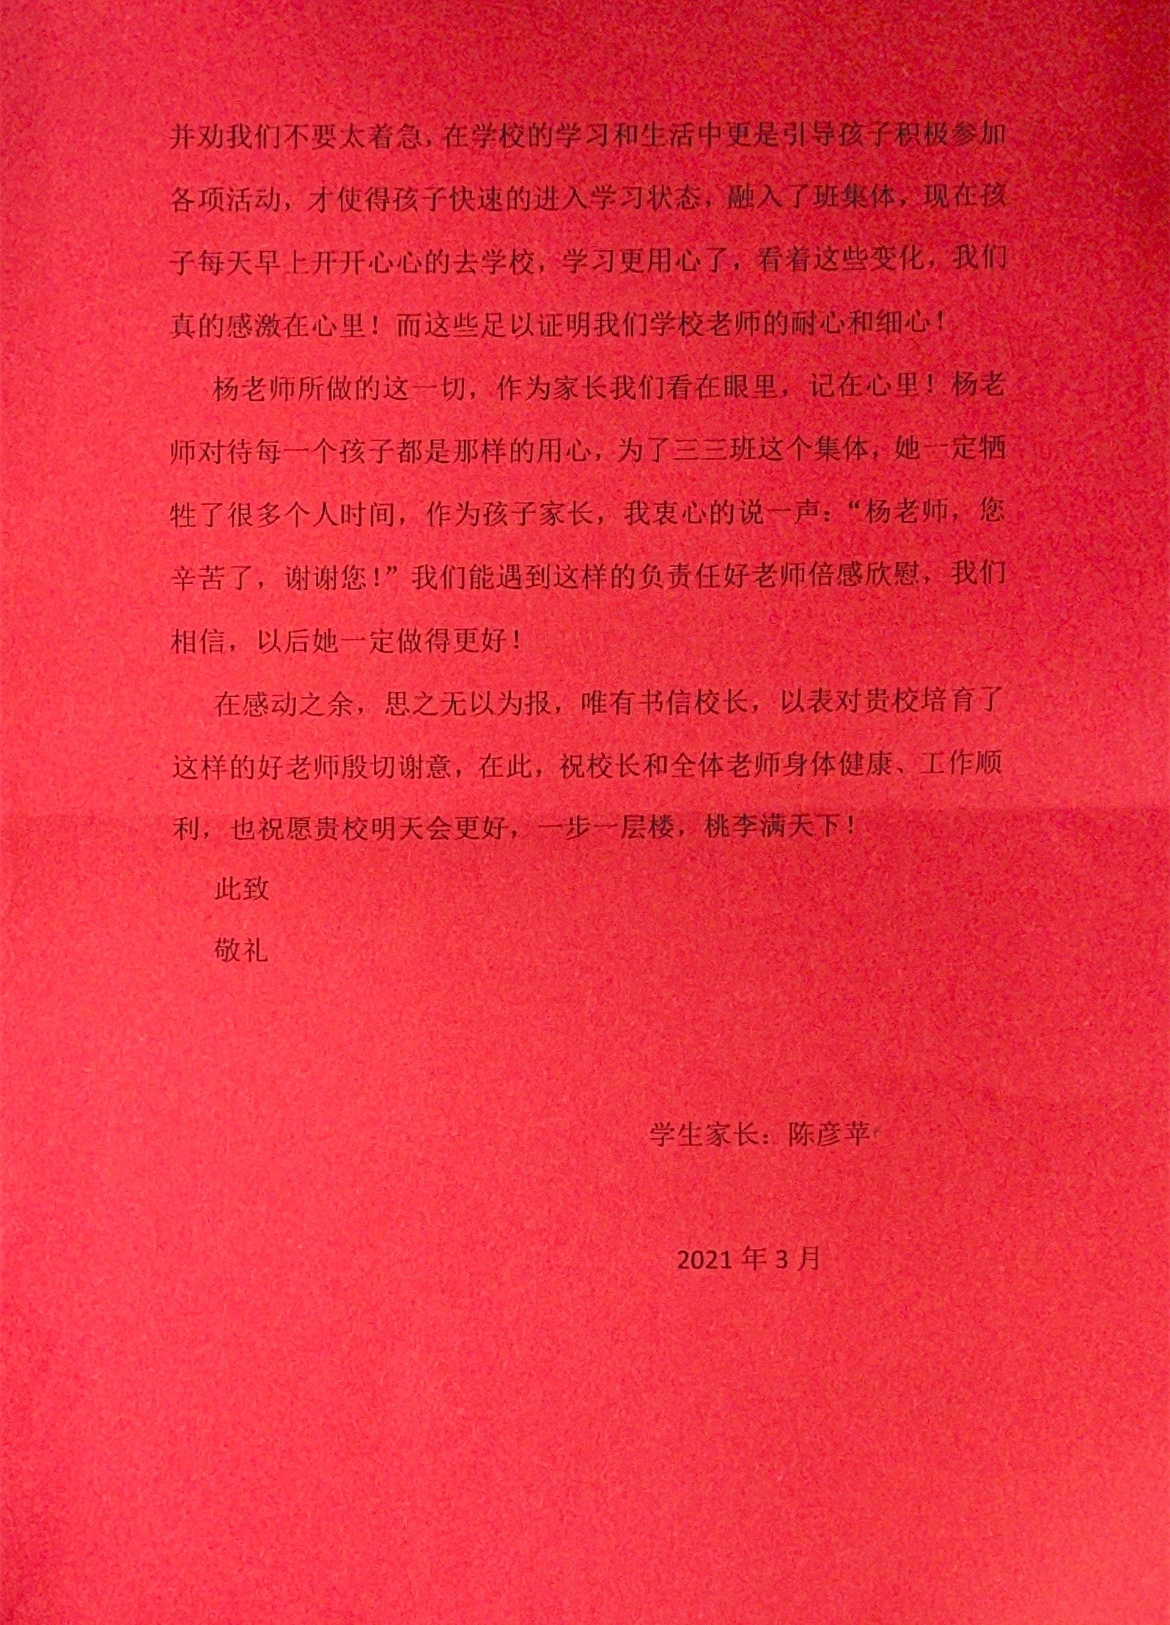 并劝我们不要太着急，在学校的学习和生活中更是引导孩子积极参加
各项活动，才使得孩子快速的进入学习状态，融入了班集体，现在孩
子每天早上开开心心的去学校，学习更用心了，看着这些变化，我们
真的感激在心里！而这些足以证明我们学校老师的耐心和细心！
杨老师所做的这一切，作为家长我们看在眼里，记在心里！杨老
师对待每一个孩子都是那样的用心，为了三三班这个集体，她一定牺
牲了很多个人时间，作为孩子家长，我衷心的说一声：“杨老师，您
辛苦了，谢谢您！”我们能遇到这样的负责任好老师倍感欣慰，我们
相信，以后她一定做得更好！
在感动之余，思之无以为报，唯有书信校长，以表对贵校培育了
这样的好老师殷切谢意，在此，祝校长和全体老师身体健康、工作顺
利，也祝愿贵校明天会更好，一步一层楼，桃李满天下！
此致
敬礼
学生家长：陈彦苹
2021 年 3 月